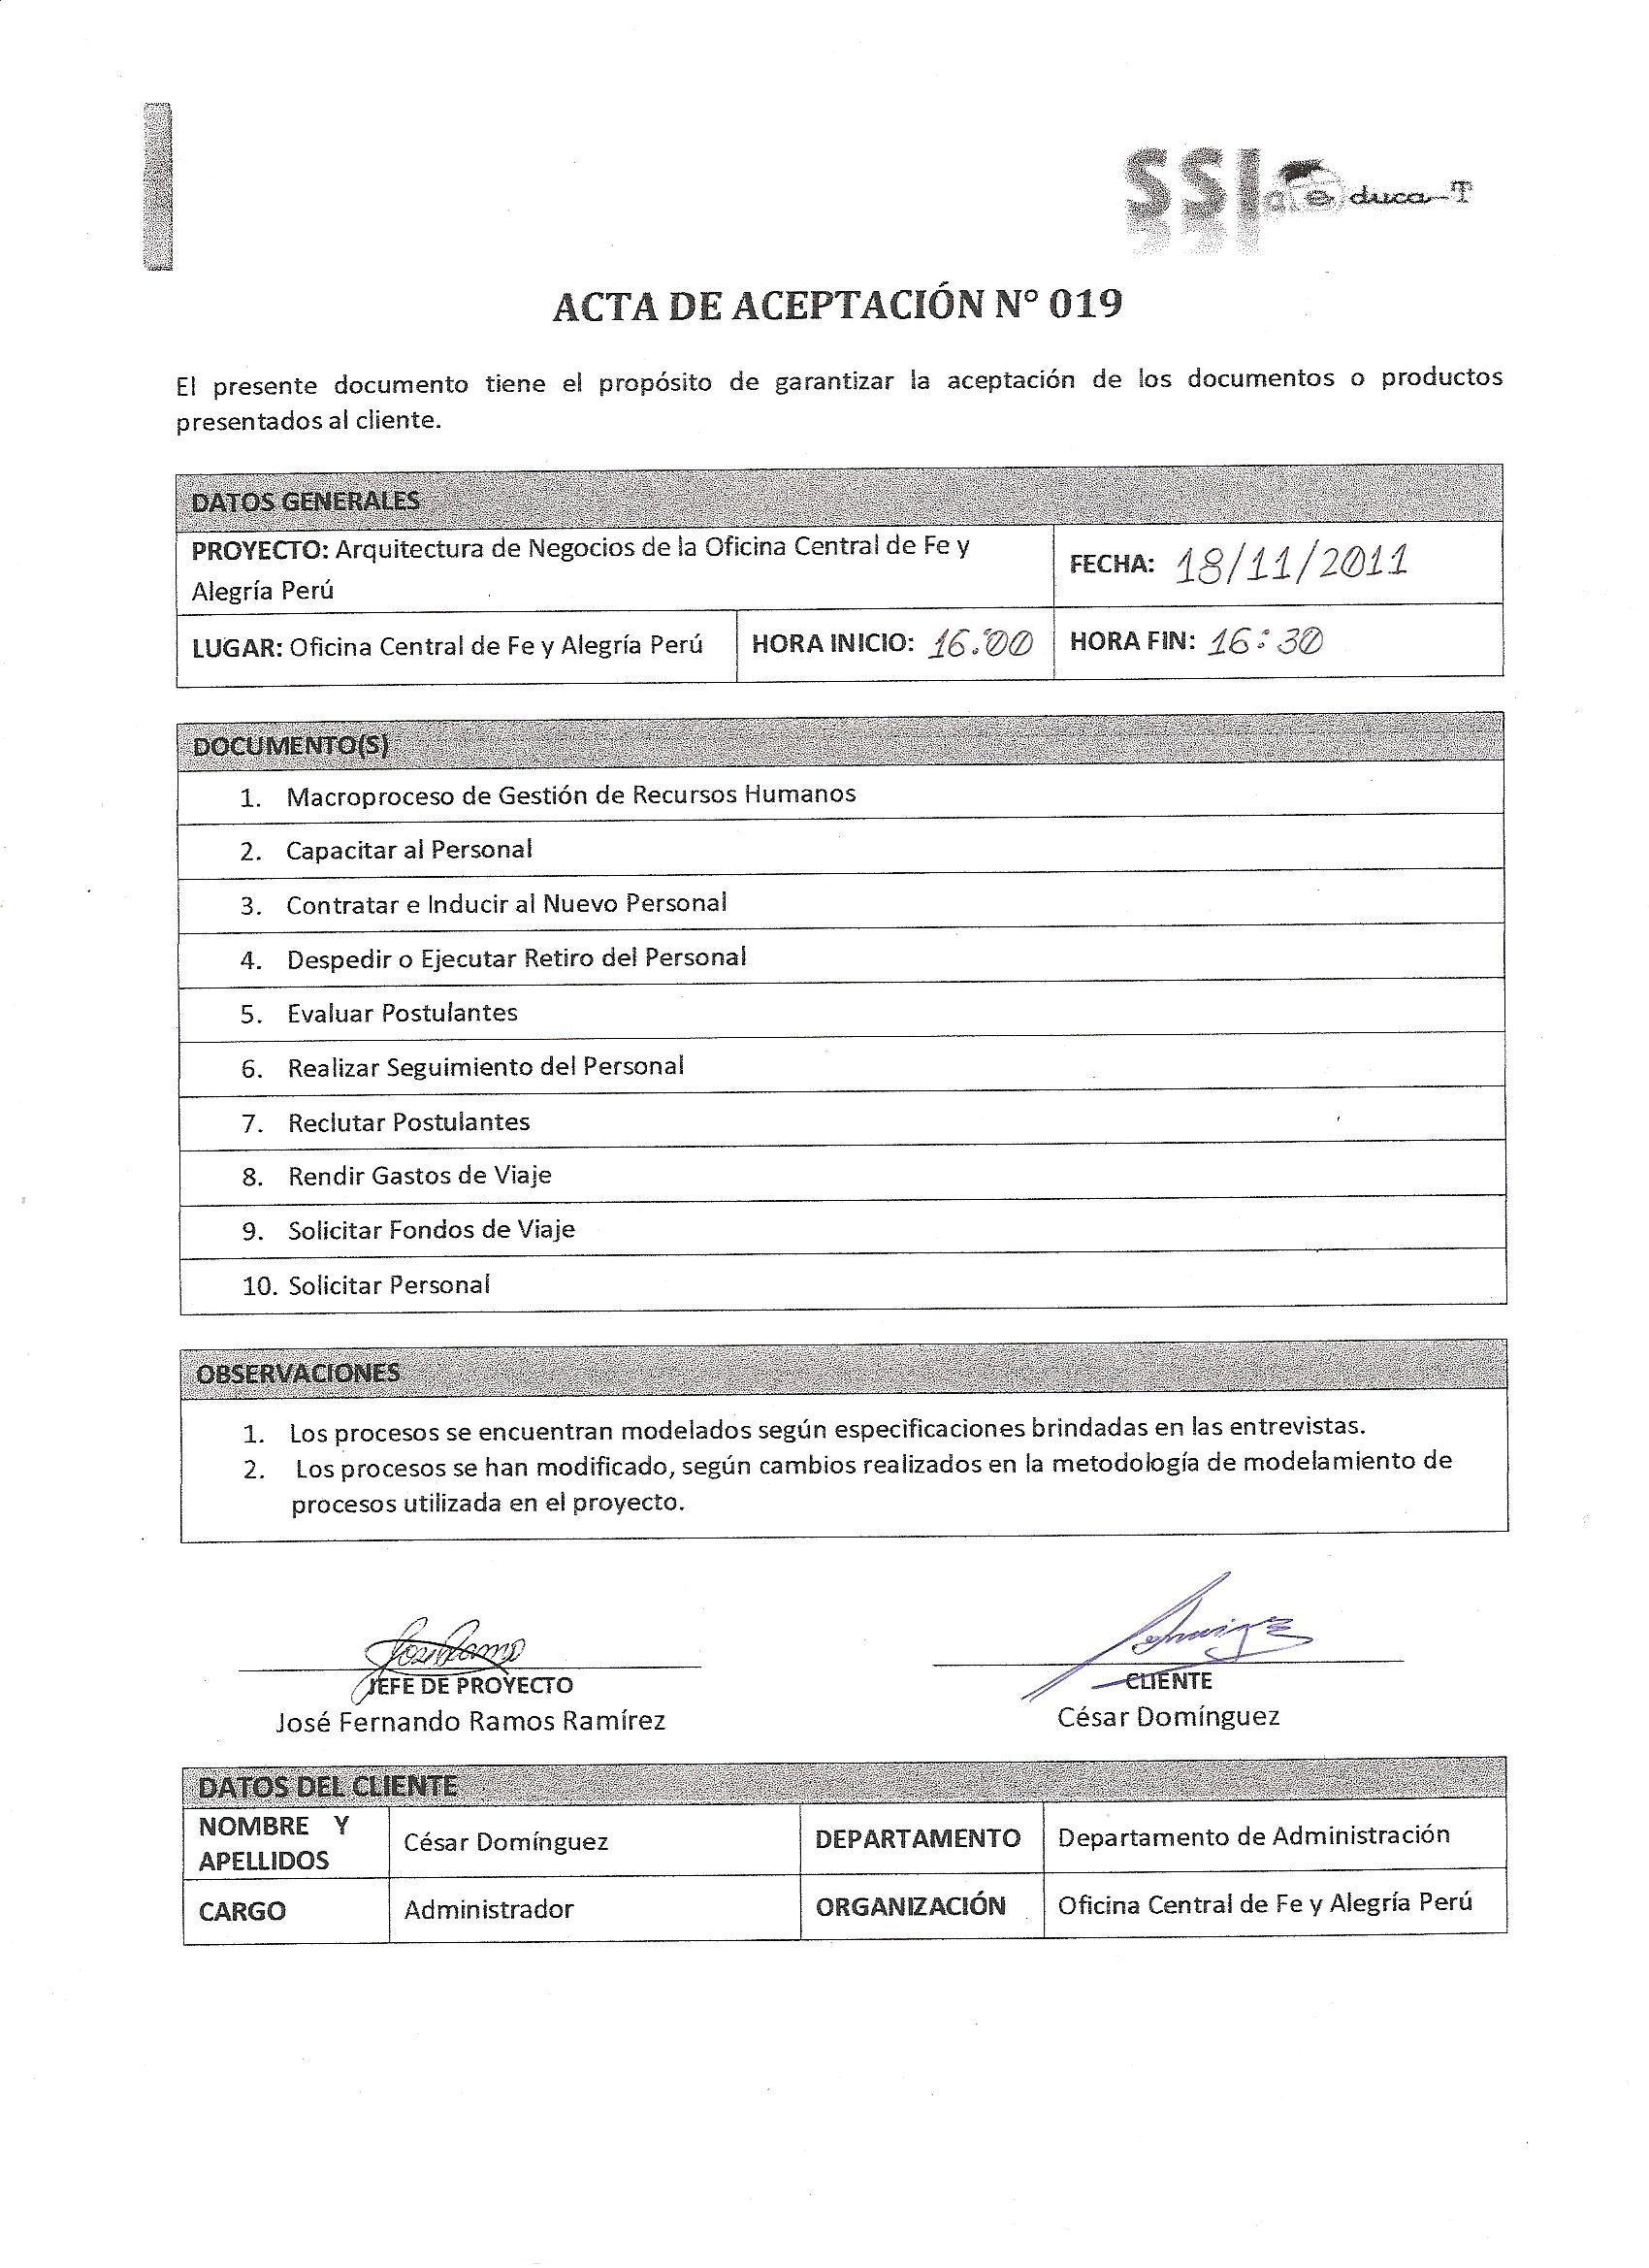 SSI educa-T
ACTA DE ACEPTACIÓN N° 019
El presente documento tiene el propósito de garantizar la aceptación de los documentos o productos
presentados al cliente.
DATOS GENERALES
PROYECTO: Arquitectura de Negocios de la Oficina Central de Fe y
Alegría Perú
FECHA: 18/11/2011
LUGAR: Oficina Central de Fe y Alegría Perú
HORA INICIO: 16:00
HORA FIN: 16:30
DOCUMENTO(S)
1. Macroproceso de Gestión de Recursos Humanos
2. Capacitar al Personal
3. Contratar e Inducir al Nuevo Personal
4. Despedir o Ejecutar Retiro del Personal
5. Evaluar Postulantes
6. Realizar Seguimiento del Personal
7. Reclutar Postulantes
8. Rendir Gastos de Viaje
9. Solicitar Fondos de Viaje
10. Solicitar Personal
OBSERVACIONES
1. Los procesos se encuentran modelados según especificaciones brindadas en las entrevistas.
2. Los procesos se han modificado, según cambios realizados en la metodología de modelamiento de
procesos utilizada en el proyecto.
JEFE DE PROYECTO
José Fernando Ramos Ramírez
CLIENTE
César Domínguez
DATOS DEL CLIENTE
NOMBRE Y
APELLIDOS
César Domínguez
DEPARTAMENTO
Departamento de Administración
CARGO
Administrador
ORGANIZACIÓN
Oficina Central de Fe y Alegría Perú